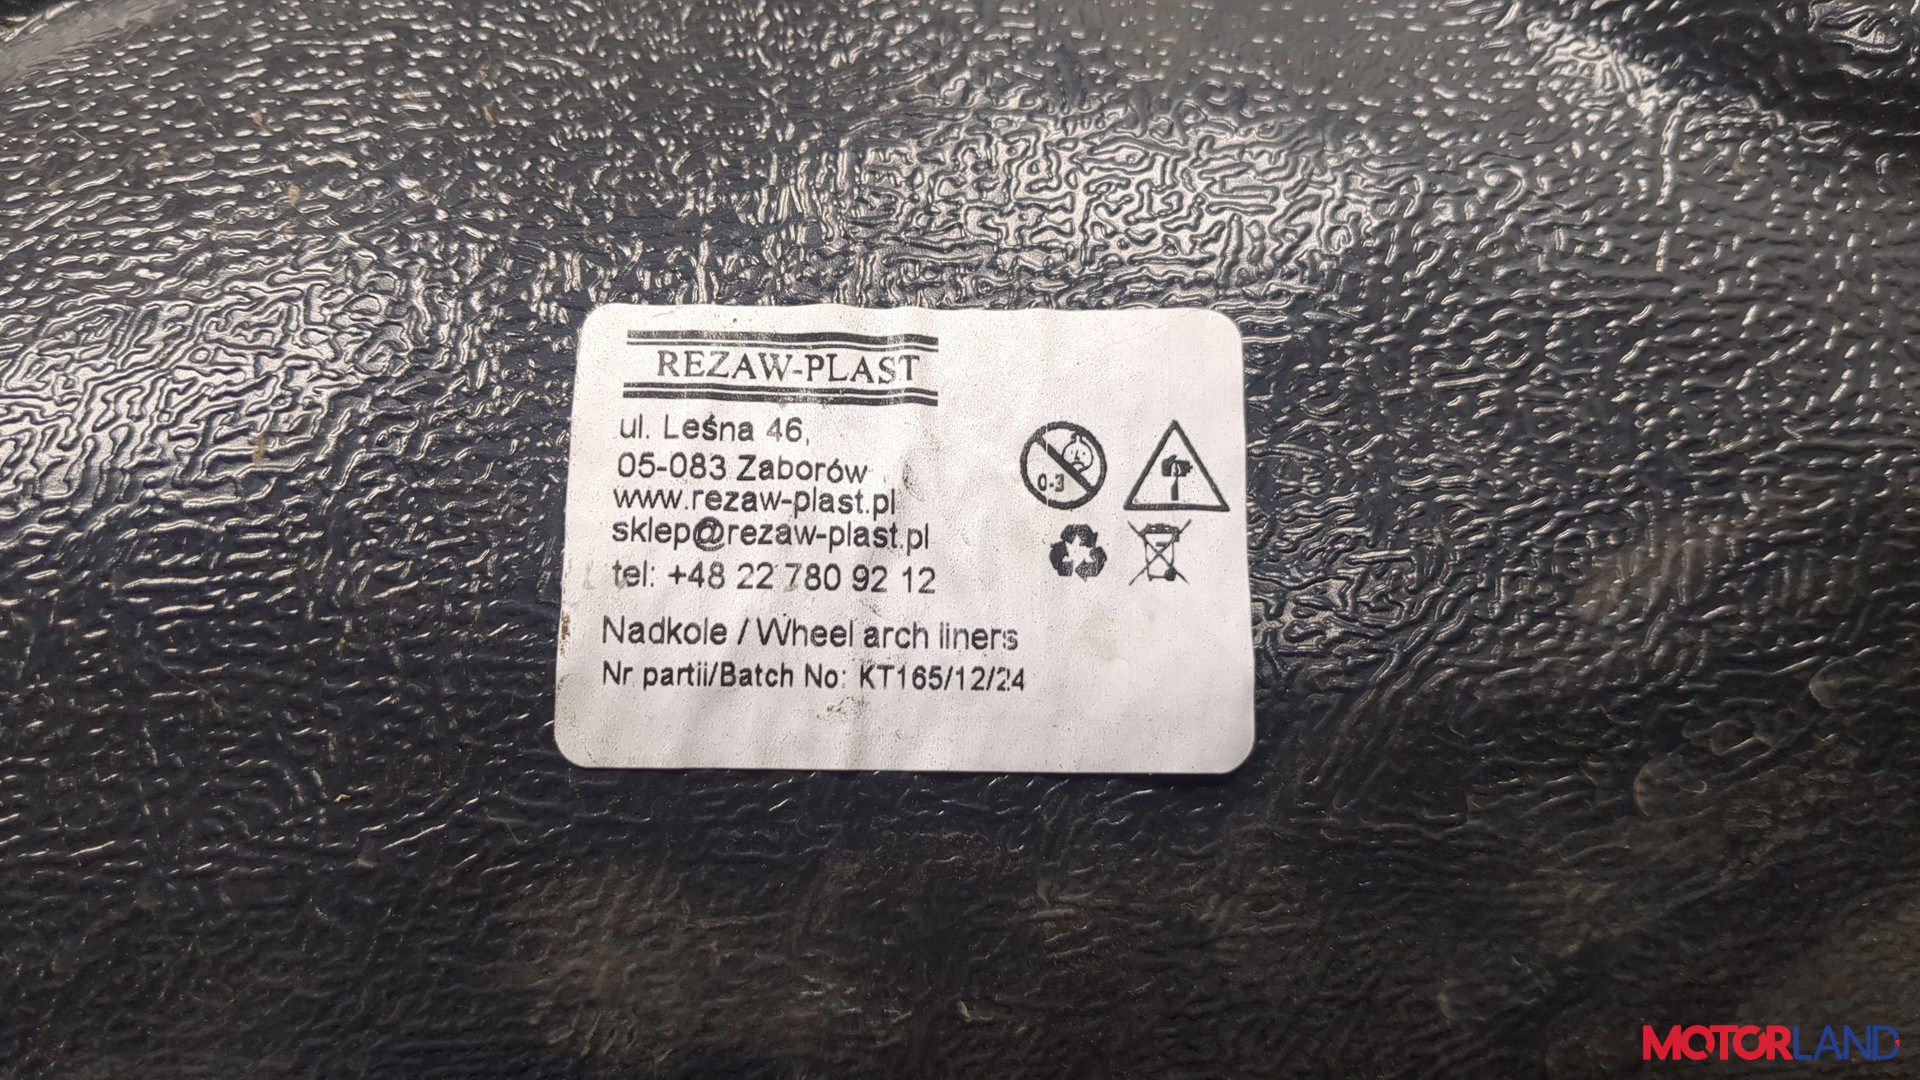 REZAW-PLAST
ul. Leśna 46,
05-083 Zaborów
www.rezaw-plast.pl
sklep@rezaw-plast.pl
tel: +48 22 780 92 12
Nadkole / Wheel arch liners
Nr partii/Batch No: KT165/12/24
0-3
MOTORLAND